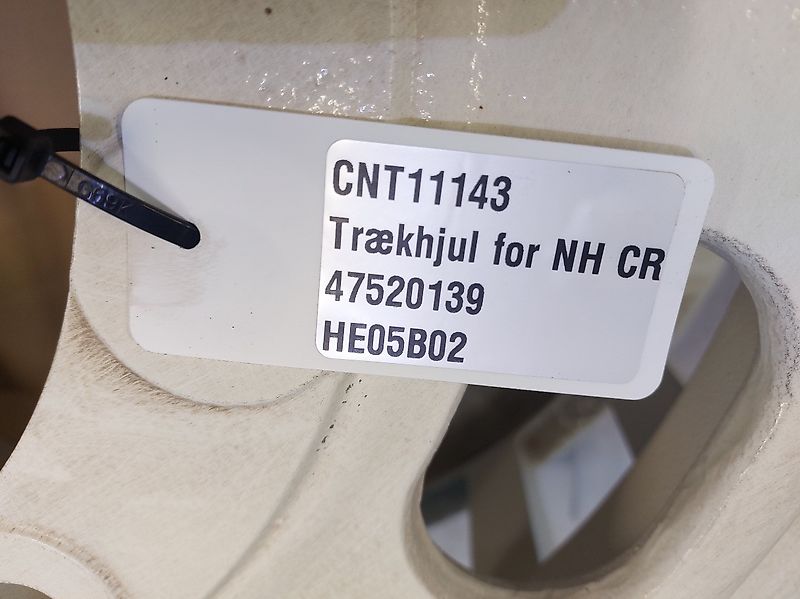 CNT11143
Trækhjul for NH CR
47520139
HE05B02